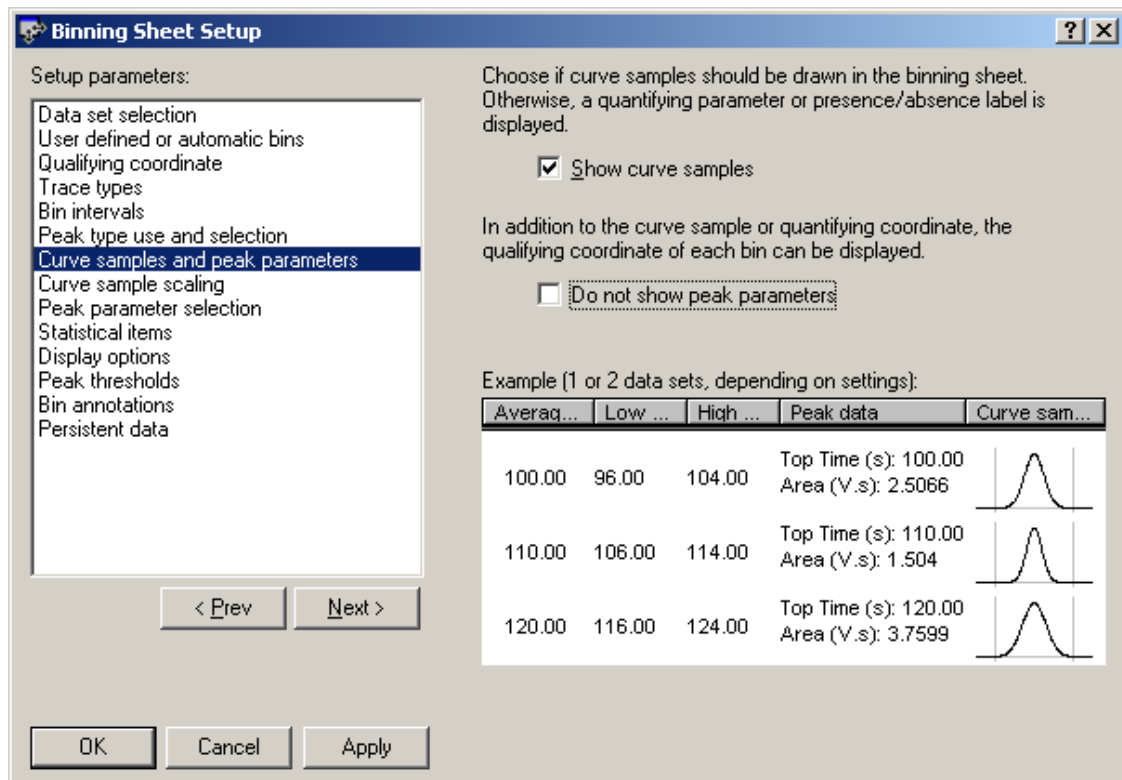 Binning Sheet Setup
Setup parameters:
Data set selection
User defined or automatic bins
Qualifying coordinate
Trace types
Bin intervals
Peak type use and selection
Curve samples and peak parameters
Curve sample scaling
Peak parameter selection
Statistical items
Display options
Peak thresholds
Bin annotations
Persistent data
< Prev
Next >
OK
Cancel
Apply
Choose if curve samples should be drawn in the binning sheet.
Otherwise, a quantifying parameter or presence/absence label is
displayed.
Show curve samples
In addition to the curve sample or quantifying coordinate, the
qualifying coordinate of each bin can be displayed.
Do not show peak parameters
Example (1 or 2 data sets, depending on settings):
Averag... Low ... High ... Peak data Curve sam...
100.00 96.00 104.00 Top Time (s): 100.00
Area (V.s): 2.5066
110.00 106.00 114.00 Top Time (s): 110.00
Area (V.s): 1.504
120.00 116.00 124.00 Top Time (s): 120.00
Area (V.s): 3.7599